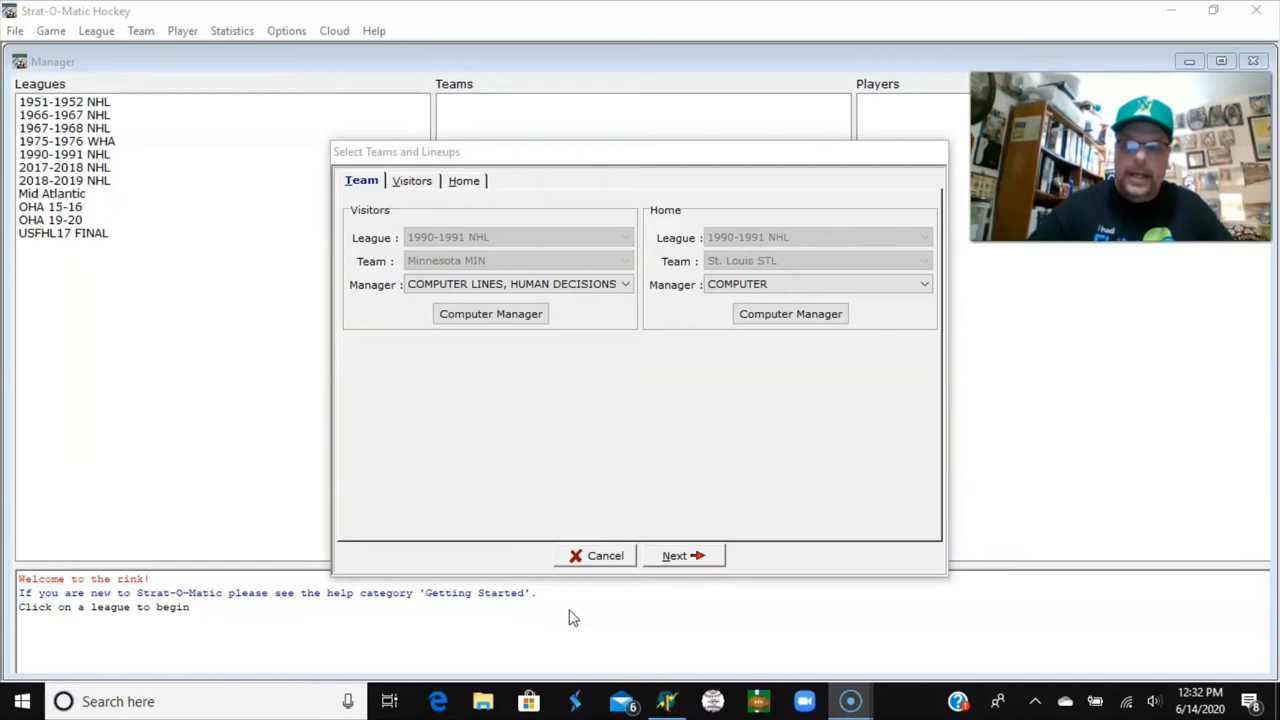 Strat-O-Matic Hockey
File Game League Team Player Statistics Options Cloud Help
Manager
Leagues Teams Players
1951-1952 NHL
1966-1967 NHL
1967-1968 NHL
1975-1976 WHA
1990-1991 NHL
2017-2018 NHL
2018-2019 NHL
Mid Atlantic
OHA 15-16
OHA 19-20
USFHL17 FINAL
Select Teams and Lineups
Team Visitors Home
Visitors
League : 1990-1991 NHL
Team : Minnesota MIN
Manager : COMPUTER LINES, HUMAN DECISIONS
Computer Manager
Home
League : 1990-1991 NHL
Team : St. Louis STL
Manager : COMPUTER
Computer Manager
Cancel Next
Welcome to the rink!
If you are new to Strat-O-Matic please see the help category 'Getting Started'.
Click on a league to begin
Search here
6
12:32 PM
6/14/2020
8